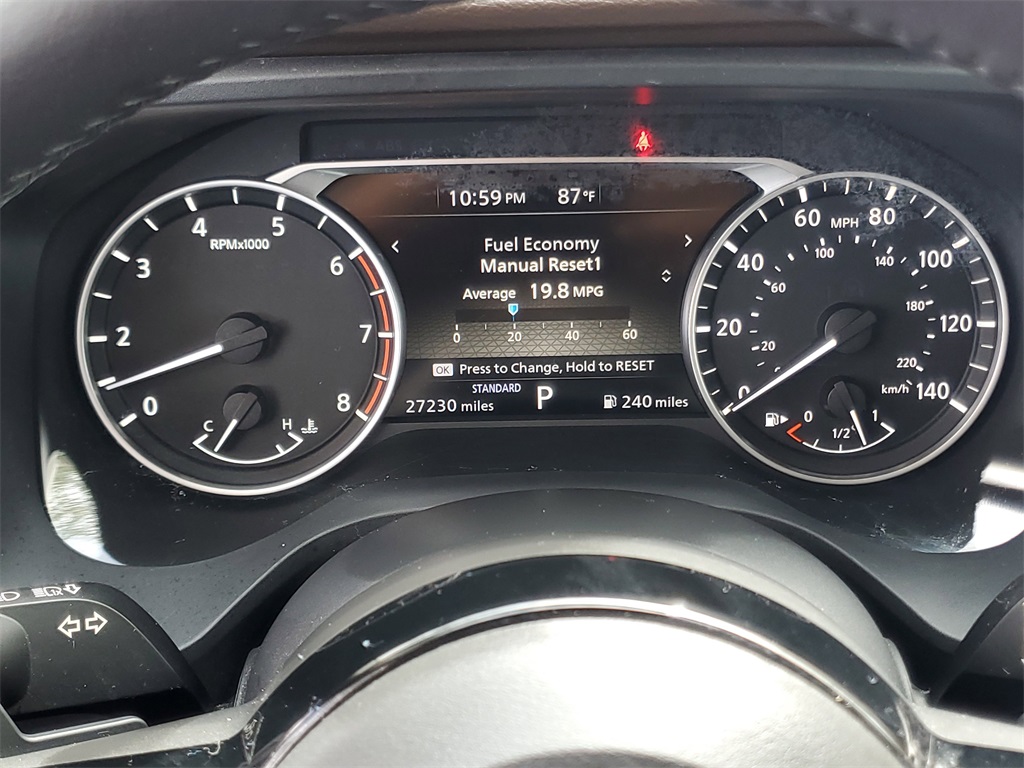 10:59 PM 87°F
Fuel Economy
Manual Reset1
Average 19.8 MPG
0 20 40 60
OK Press to Change, Hold to RESET
STANDARD
27230 miles P 240 miles
0 2 3 4 5 6 7 8
RPMx1000
C H
0 20 40 60 80 100 120 140
MPH
20 60 100 140 180 220
km/h
0 1/2 1